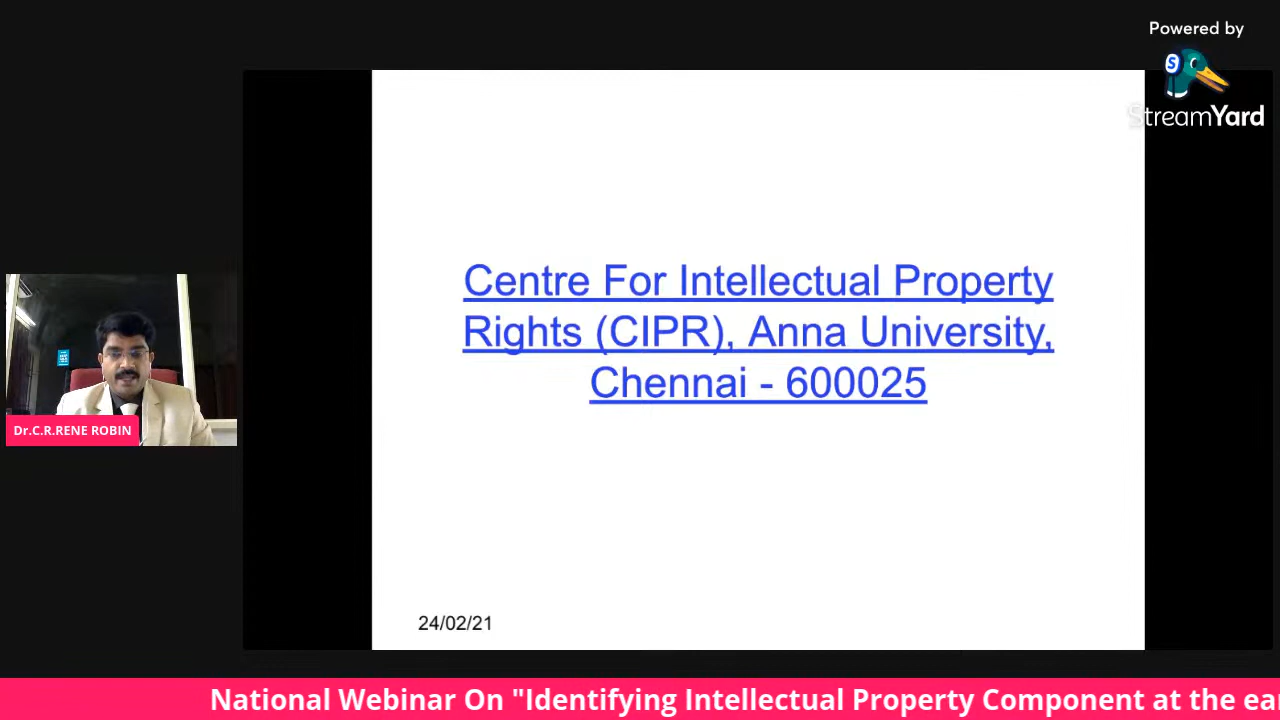 Powered by
StreamYard
Centre For Intellectual Property
Rights (CIPR), Anna University,
Chennai - 600025
Dr.C.R.RENE ROBIN
24/02/21
National Webinar On "Identifying Intellectual Property Component at the ea